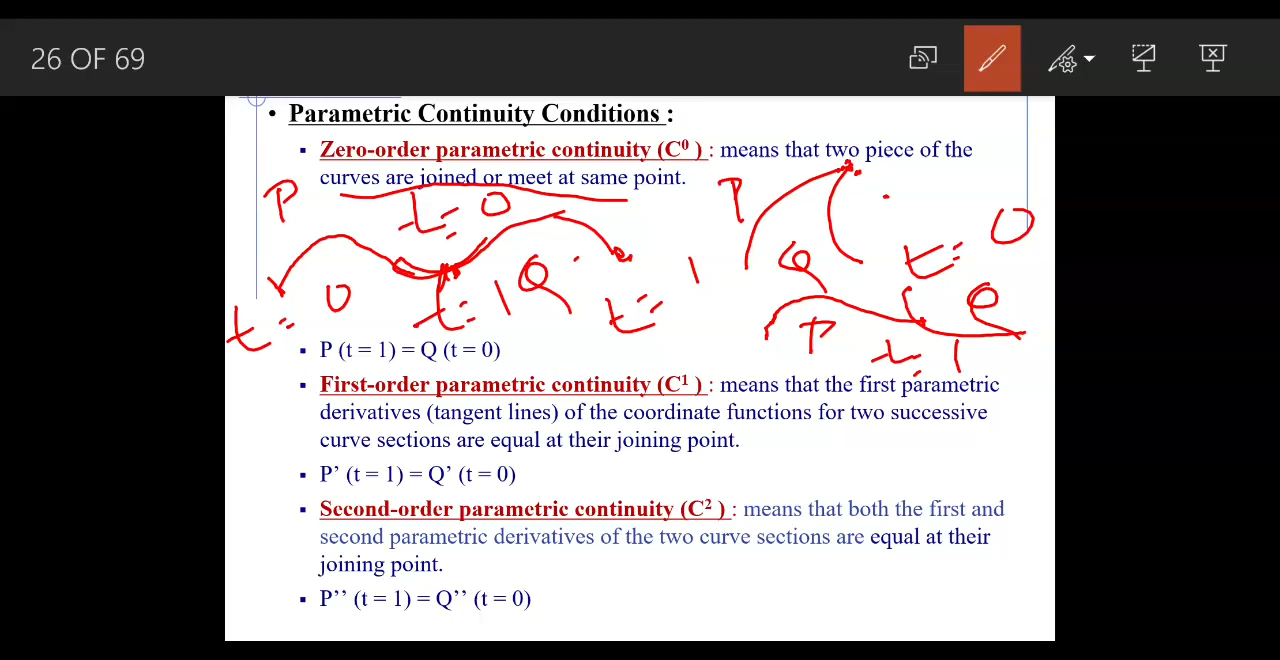 26 OF 69
• Parametric Continuity Conditions :
▪ Zero-order parametric continuity (C⁰ ) : means that two piece of the
curves are joined or meet at same point.
P
t = 0
P
t = 0
Q
t = 0
t = 1
Q
t = 1
P
Q
t = 1
▪ P (t = 1) = Q (t = 0)
▪ First-order parametric continuity (C¹ ) : means that the first parametric
derivatives (tangent lines) of the coordinate functions for two successive
curve sections are equal at their joining point.
▪ P’ (t = 1) = Q’ (t = 0)
▪ Second-order parametric continuity (C² ) : means that both the first and
second parametric derivatives of the two curve sections are equal at their
joining point.
▪ P’’ (t = 1) = Q’’ (t = 0)